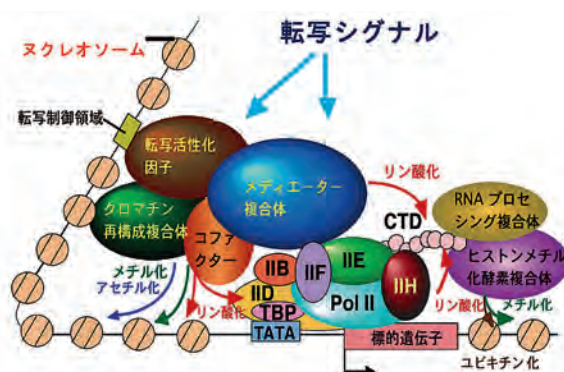 転写シグナル
ヌクレオソーム
転写制御領域
転写活性化
因子
メディエーター
複合体
リン酸化
RNA プロセ
シング複合体
クロマチン
再構成複合体
コファ
クター
CTD
ヒストンメチル
化酵素複合体
メチル化
アセチル化
リン酸化
IIB
IIF
IIE
IID
TBP
TATA
Pol II
IIH
リン酸化
メチル化
標的遺伝子
ユビキチン化